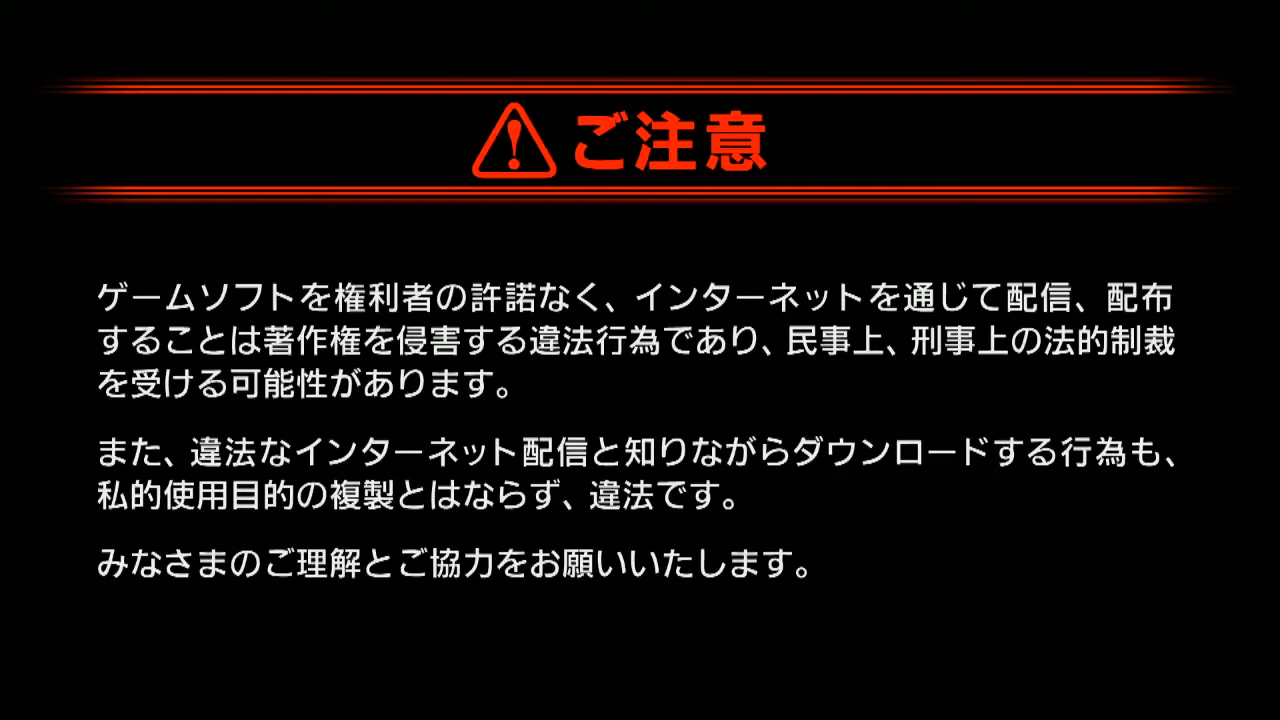 ご注意
ゲームソフトを権利者の許諾なく、インターネットを通じて配信、配布
することは著作権を侵害する違法行為であり、民事上、刑事上の法的制裁
を受ける可能性があります。
また、違法なインターネット配信と知りながらダウンロードする行為も、
私的使用目的の複製とはならず、違法です。
みなさまのご理解とご協力をお願いいたします。